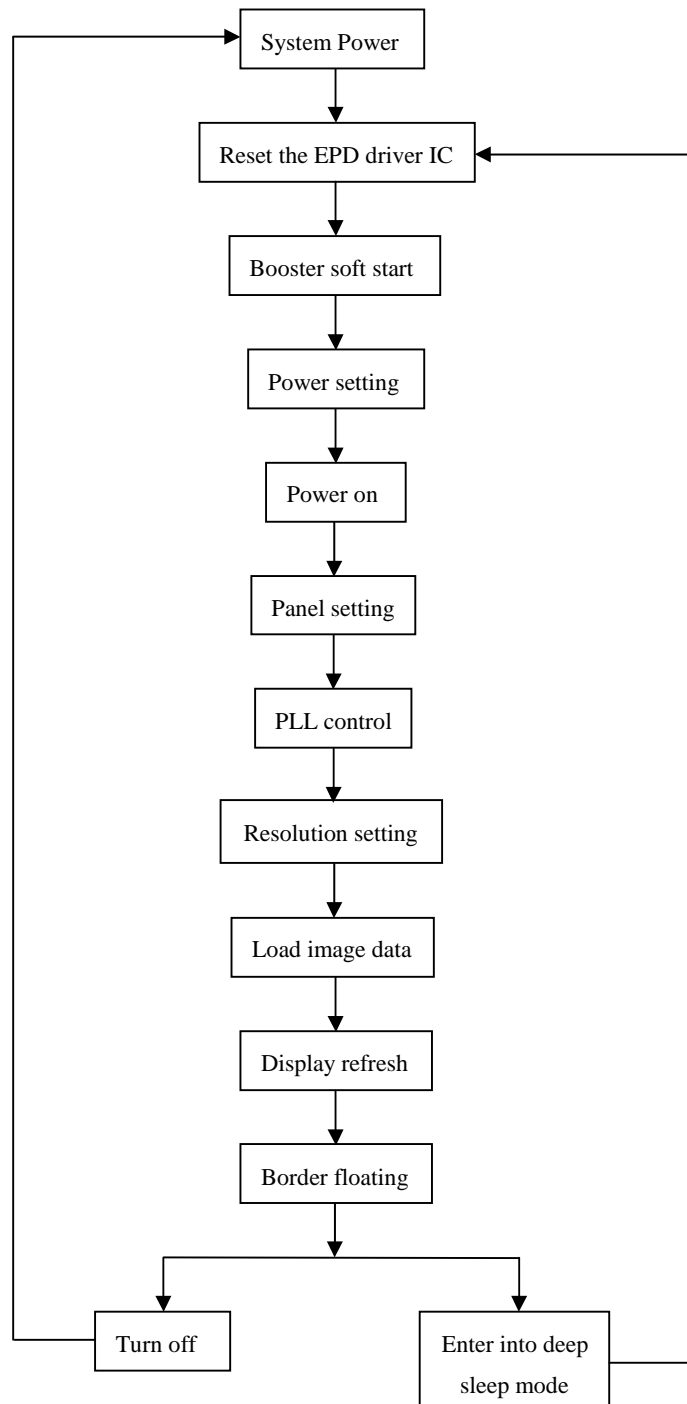 System Power
Reset the EPD driver IC
Booster soft start
Power setting
Power on
Panel setting
PLL control
Resolution setting
Load image data
Display refresh
Border floating
Turn off
Enter into deep
sleep mode